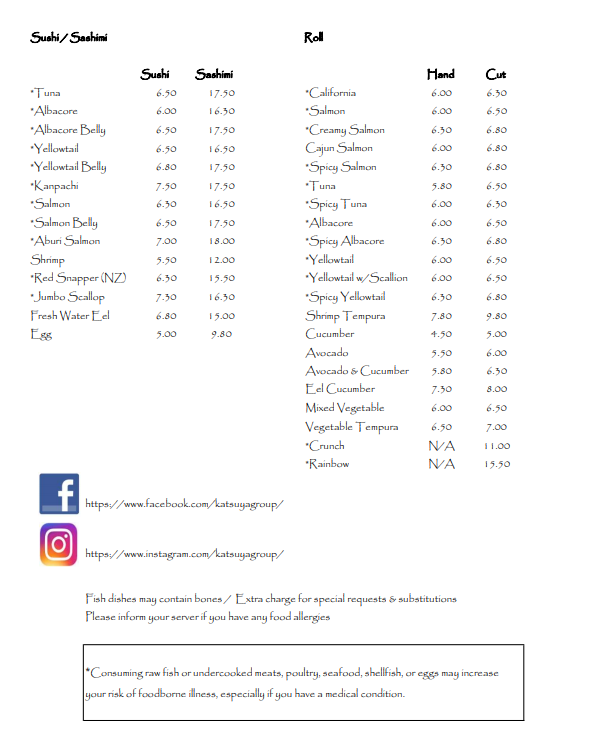 Sushi / Sashimi
Sushi Sashimi
*Tuna 6.50 17.50
*Albacore 6.00 16.30
*Albacore Belly 6.50 17.50
*Yellowtail 6.50 16.50
*Yellowtail Belly 6.80 17.50
*Kanpachi 7.50 17.50
*Salmon 6.30 16.50
*Salmon Belly 6.50 17.50
*Aburi Salmon 7.00 18.00
Shrimp 5.50 12.00
*Red Snapper (NZ) 6.30 15.50
*Jumbo Scallop 7.30 16.30
Fresh Water Eel 6.80 15.00
Egg 5.00 9.80
Roll
Hand Cut
*California 6.00 6.30
*Salmon 6.00 6.50
*Creamy Salmon 6.30 6.80
Cajun Salmon 6.00 6.80
*Spicy Salmon 6.30 6.80
*Tuna 5.80 6.50
*Spicy Tuna 6.00 6.30
*Albacore 6.00 6.50
*Spicy Albacore 6.30 6.80
*Yellowtail 6.00 6.50
*Yellowtail w/Scallion 6.00 6.50
*Spicy Yellowtail 6.30 6.80
Shrimp Tempura 7.80 9.80
Cucumber 4.50 5.00
Avocado 5.50 6.00
Avocado & Cucumber 5.80 6.30
Eel Cucumber 7.30 8.00
Mixed Vegetable 6.00 6.50
Vegetable Tempura 6.50 7.00
*Crunch N/A 11.00
*Rainbow N/A 15.50
https://www.facebook.com/katsuyagroup/
https://www.instagram.com/katsuyagroup/
Fish dishes may contain bones / Extra charge for special requests & substitutions
Please inform your server if you have any food allergies
*Consuming raw fish or undercooked meats, poultry, seafood, shellfish, or eggs may increase
your risk of foodborne illness, especially if you have a medical condition.